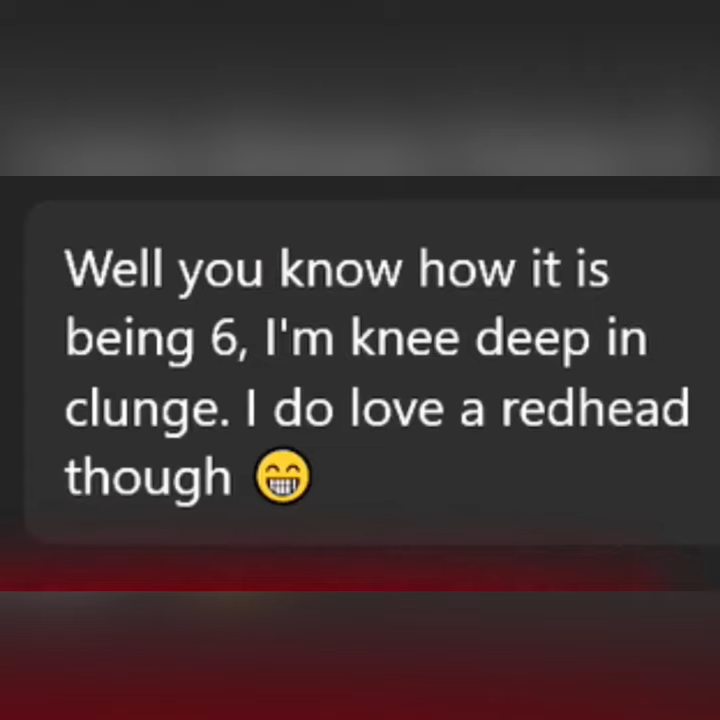 Well you know how it is
being 6, I'm knee deep in
clunge. I do love a redhead
though 😁